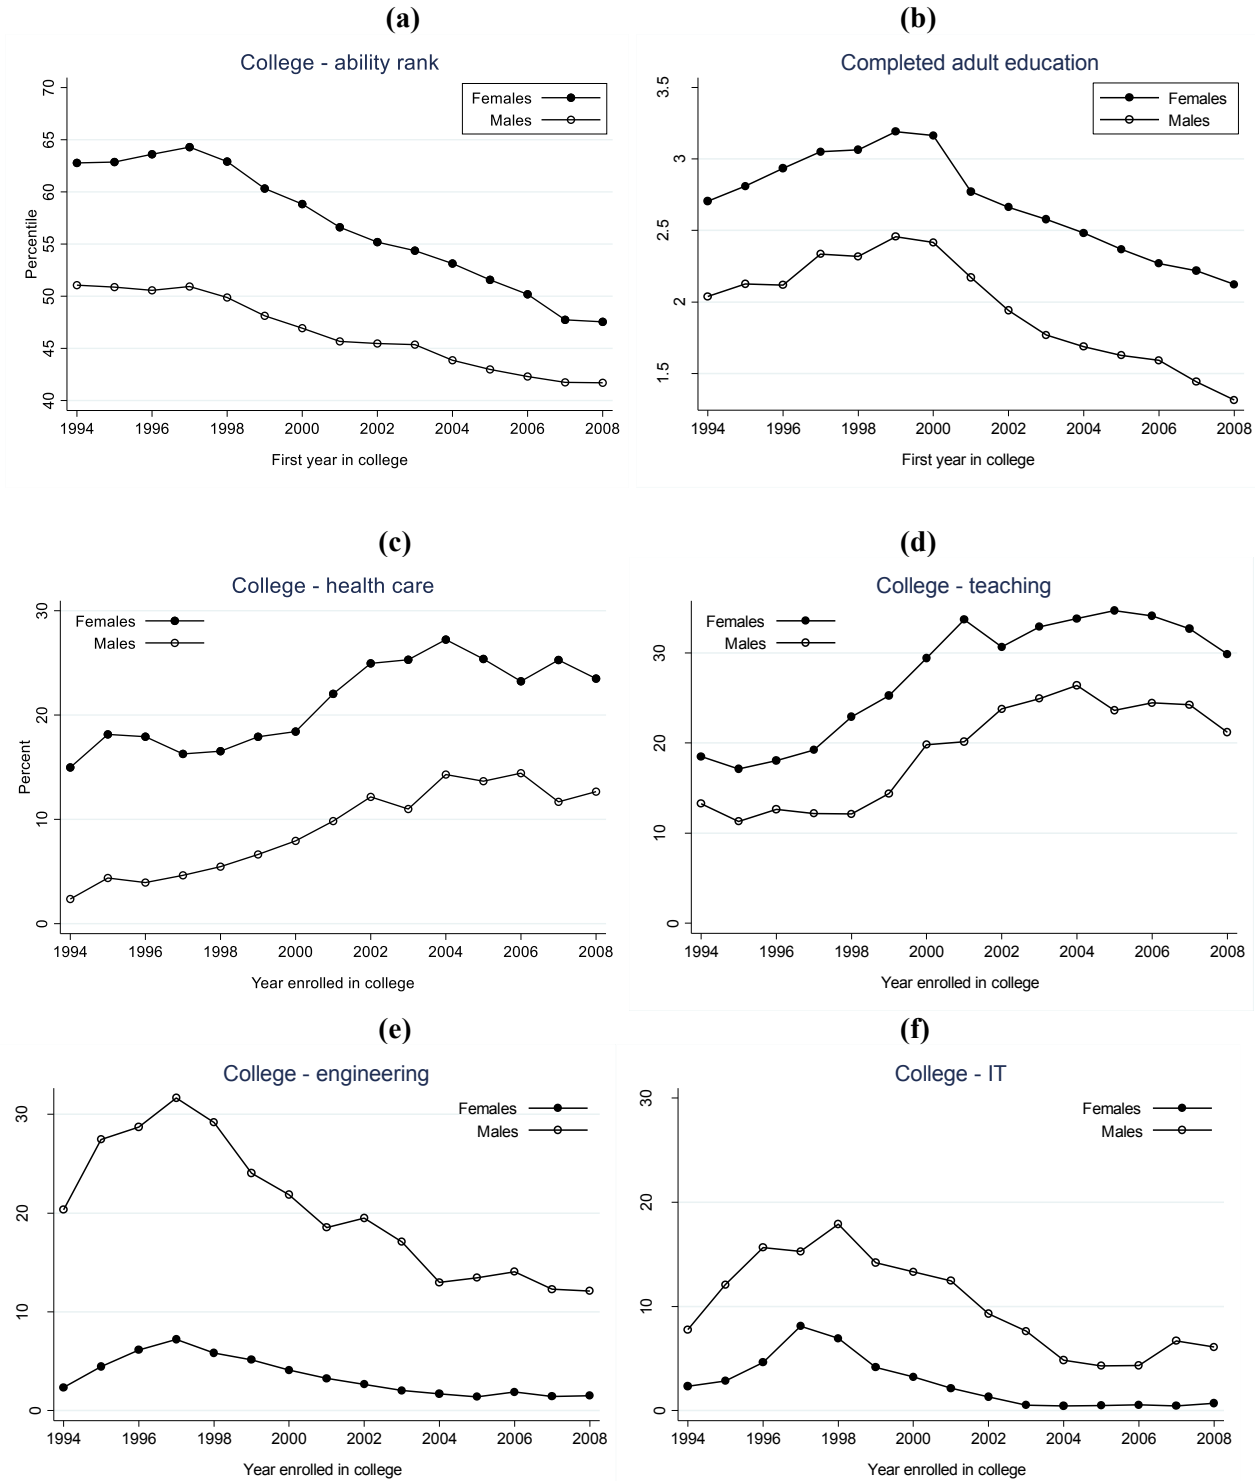 (a) (b)
College - ability rank
Females
Males
Percentile
70
65
60
55
50
45
40
1994 1996 1998 2000 2002 2004 2006 2008
First year in college
Completed adult education
Females
Males
3.5
3
2.5
2
1.5
1994 1996 1998 2000 2002 2004 2006 2008
First year in college
(c) (d)
College - health care
Females
Males
Percent
30
20
10
0
1994 1996 1998 2000 2002 2004 2006 2008
Year enrolled in college
College - teaching
Females
Males
30
20
10
0
1994 1996 1998 2000 2002 2004 2006 2008
Year enrolled in college
(e) (f)
College - engineering
Females
Males
30
20
10
0
1994 1996 1998 2000 2002 2004 2006 2008
Year enrolled in college
College - IT
Females
Males
30
20
10
0
1994 1996 1998 2000 2002 2004 2006 2008
Year enrolled in college